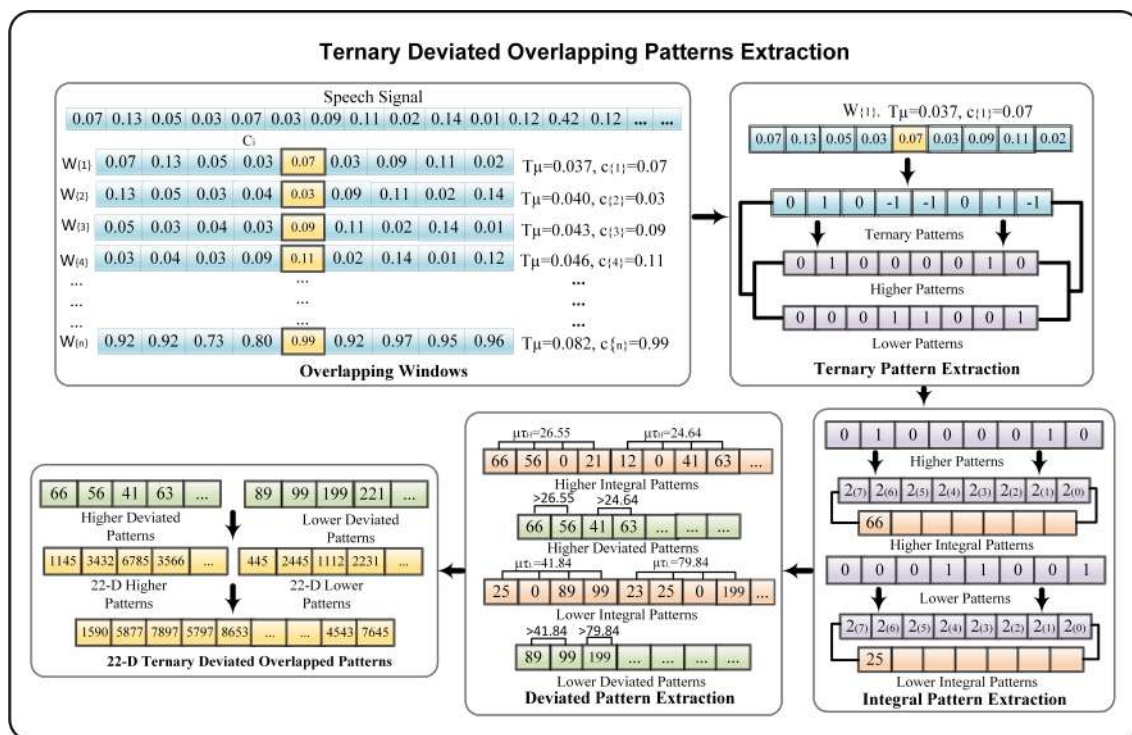 Ternary Deviated Overlapping Patterns Extraction
Speech Signal
0.07 0.13 0.05 0.03 0.07 0.03 0.09 0.11 0.02 0.14 0.01 0.12 0.42 0.12 ... ...
Ci
W{1} 0.07 0.13 0.05 0.03 0.07 0.03 0.09 0.11 0.02 Tμ=0.037, c{1}=0.07
W{2} 0.13 0.05 0.03 0.04 0.03 0.09 0.11 0.02 0.14 Tμ=0.040, c{2}=0.03
W{3} 0.05 0.03 0.04 0.03 0.09 0.11 0.02 0.14 0.01 Tμ=0.043, c{3}=0.09
W{4} 0.03 0.04 0.03 0.09 0.11 0.02 0.14 0.01 0.12 Tμ=0.046, c{4}=0.11
... ... ...
... ... ...
... ... ...
W{n} 0.92 0.92 0.73 0.80 0.99 0.92 0.97 0.95 0.96 Tμ=0.082, c{n}=0.99
Overlapping Windows
W{1}, Tμ=0.037, c{1}=0.07
0.07 0.13 0.05 0.03 0.07 0.03 0.09 0.11 0.02
0 1 0 -1 -1 0 1 -1
Ternary Patterns
0 1 0 0 0 0 1 0
Higher Patterns
0 0 0 1 1 0 0 1
Lower Patterns
Ternary Pattern Extraction
0 1 0 0 0 0 1 0
Higher Patterns
2(7) 2(6) 2(5) 2(4) 2(3) 2(2) 2(1) 2(0)
66
Higher Integral Patterns
0 0 0 1 1 0 0 1
Lower Patterns
2(7) 2(6) 2(5) 2(4) 2(3) 2(2) 2(1) 2(0)
25
Lower Integral Patterns
Integral Pattern Extraction
μτH=26.55 μτH=24.64
66 56 0 21 12 0 41 63 ...
Higher Integral Patterns
>26.55 >24.64
66 56 41 63 ... ... ...
Higher Deviated Patterns
μτL=41.84 μτL=79.84
25 0 89 99 23 25 0 199 ...
Lower Integral Patterns
>41.84 >79.84
89 99 199 ... ... ... ...
Lower Deviated Patterns
Deviated Pattern Extraction
66 56 41 63 ...
Higher Deviated
Patterns
89 99 199 221 ...
Lower Deviated
Patterns
1145 3432 6785 3566 ...
22-D Higher
Patterns
445 2445 1112 2231 ...
22-D Lower
Patterns
1590 5877 7897 5797 8653 ... ... 4543 7645
22-D Ternary Deviated Overlapped Patterns